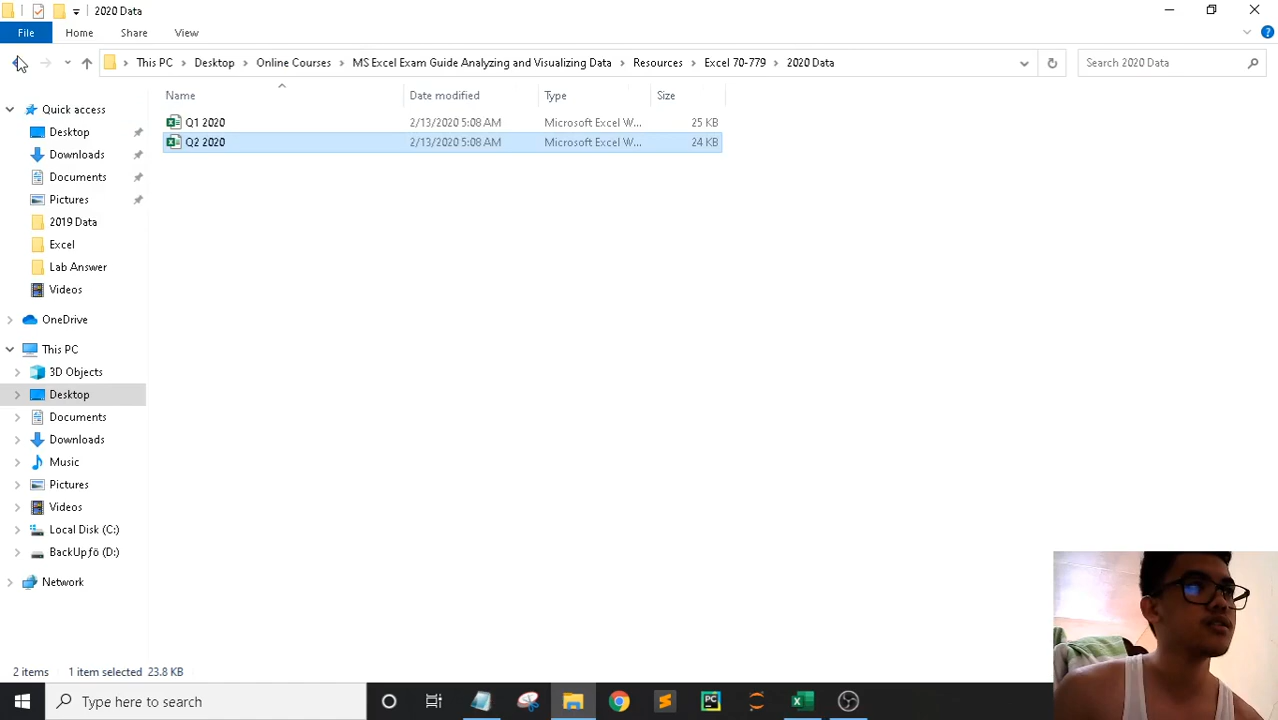 2020 Data
File Home Share View
This PC Desktop Online Courses MS Excel Exam Guide Analyzing and Visualizing Data Resources Excel 70-779 2020 Data
Search 2020 Data
Name Date modified Type Size
Q1 2020 2/13/2020 5:08 AM Microsoft Excel W... 25 KB
Q2 2020 2/13/2020 5:08 AM Microsoft Excel W... 24 KB
Quick access
Desktop
Downloads
Documents
Pictures
2019 Data
Excel
Lab Answer
Videos
OneDrive
This PC
3D Objects
Desktop
Documents
Downloads
Music
Pictures
Videos
Local Disk (C:)
BackUpƒö (D:)
Network
2 items 1 item selected 23.8 KB
Type here to search